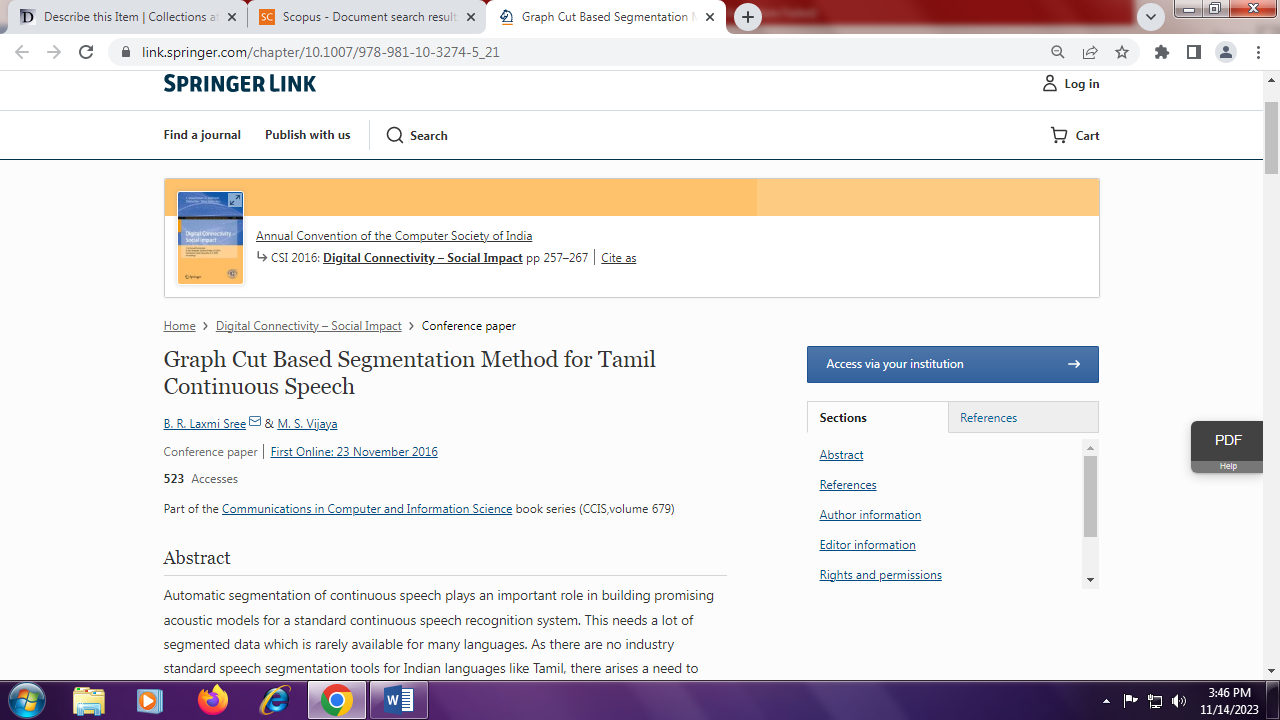 Describe this Item | Collections at
Scopus - Document search result
Graph Cut Based Segmentation M
link.springer.com/chapter/10.1007/978-981-10-3274-5_21
SPRINGER LINK
Log in
Find a journal
Publish with us
Search
Cart
Digital Connectivity
Social Impact
Annual Convention of the Computer Society of India
CSI 2016: Digital Connectivity – Social Impact pp 257–267 | Cite as
Home > Digital Connectivity – Social Impact > Conference paper
Graph Cut Based Segmentation Method for Tamil
Continuous Speech
B. R. Laxmi Sree & M. S. Vijaya
Conference paper | First Online: 23 November 2016
523 Accesses
Part of the Communications in Computer and Information Science book series (CCIS,volume 679)
Abstract
Automatic segmentation of continuous speech plays an important role in building promising
acoustic models for a standard continuous speech recognition system. This needs a lot of
segmented data which is rarely available for many languages. As there are no industry
standard speech segmentation tools for Indian languages like Tamil, there arises a need to
Access via your institution
Sections
References
Abstract
References
Author information
Editor information
Rights and permissions
PDF
Help
3:46 PM
11/14/2023